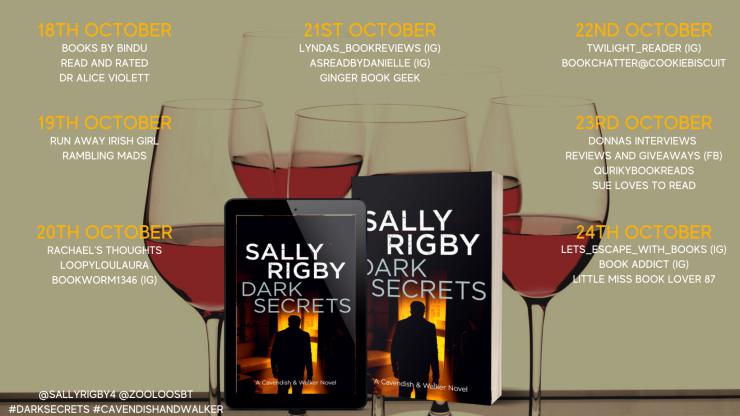 18TH OCTOBER
BOOKS BY BINDU
READ AND RATED
DR ALICE VIOLETT
19TH OCTOBER
RUN AWAY IRISH GIRL
RAMBLING MADS
20TH OCTOBER
RACHAEL'S THOUGHTS
LOOPYLOULAURA
BOOKWORM1346 (IG)
21ST OCTOBER
LYNDAS_BOOKREVIEWS (IG)
ASREADBYDANIELLE (IG)
GINGER BOOK GEEK
22ND OCTOBER
TWILIGHT_READER (IG)
BOOKCHATTER@COOKIEBISCUIT
23RD OCTOBER
DONNAS INTERVIEWS
REVIEWS AND GIVEAWAYS (FB)
QURIKYBOOKREADS
SUE LOVES TO READ
24TH OCTOBER
LETS_ESCAPE_WITH_BOOKS (IG)
BOOK ADDICT (IG)
LITTLE MISS BOOK LOVER 87
SALLY
RIGBY
DARK
SECRETS
A Cavendish & Walker Novel
SALLY
RIGBY
DARK
SECRETS
A Cavendish & Walker Novel
@SALLYRIGBY4 @ZOOLOOSBT
#DARKSECRETS #CAVENDISHANDWALKER